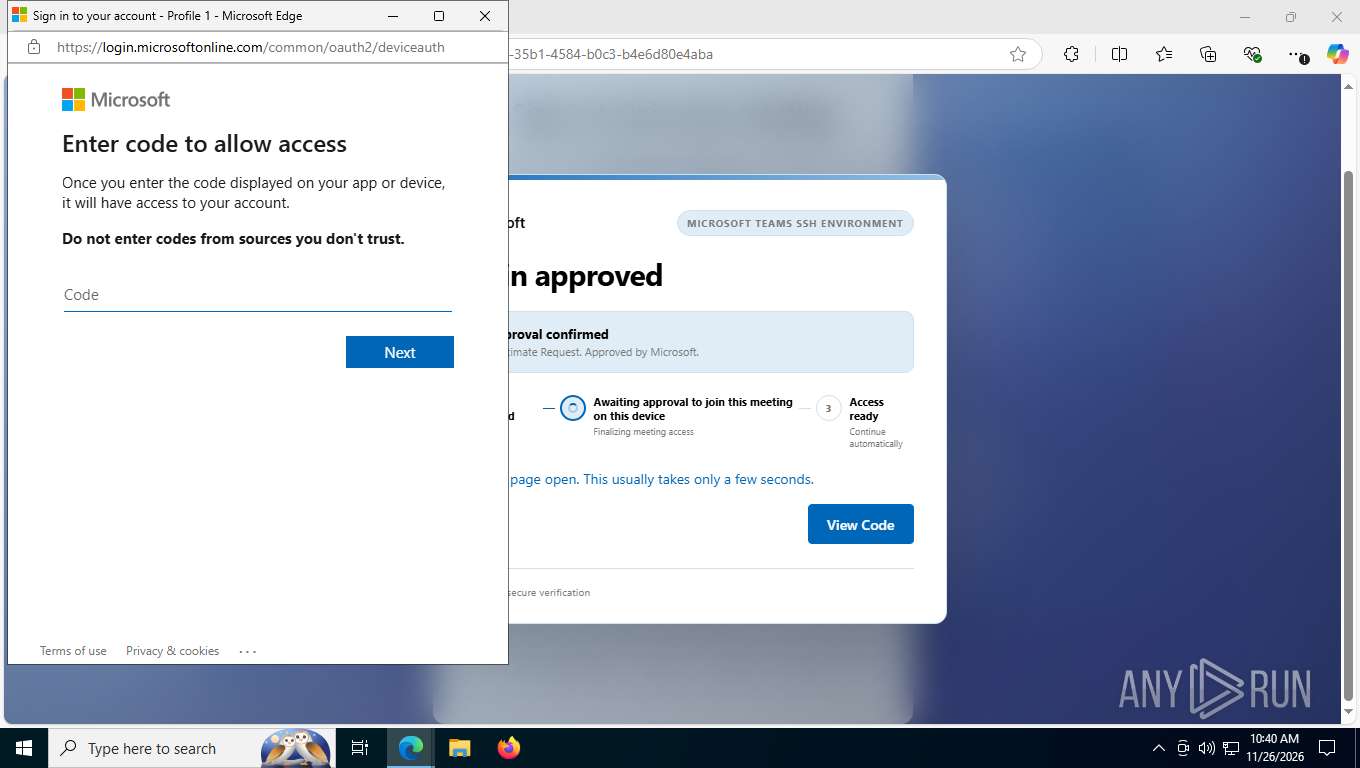 Sign in to your account - Profile 1 - Microsoft Edge
https://login.microsoftonline.com/common/oauth2/deviceauth
-35b1-4584-b0c3-b4e6d80e4aba
Microsoft
Enter code to allow access
Once you enter the code displayed on your app or device,
it will have access to your account.
Do not enter codes from sources you don't trust.
Code
Next
Terms of use
Privacy & cookies
...
oft
MICROSOFT TEAMS SSH ENVIRONMENT
in approved
proval confirmed
timate Request. Approved by Microsoft.
d
Awaiting approval to join this meeting
on this device
Finalizing meeting access
3
Access
ready
Continue
automatically
page open. This usually takes only a few seconds.
View Code
secure verification
ANY RUN
Type here to search
10:40 AM
11/26/2026